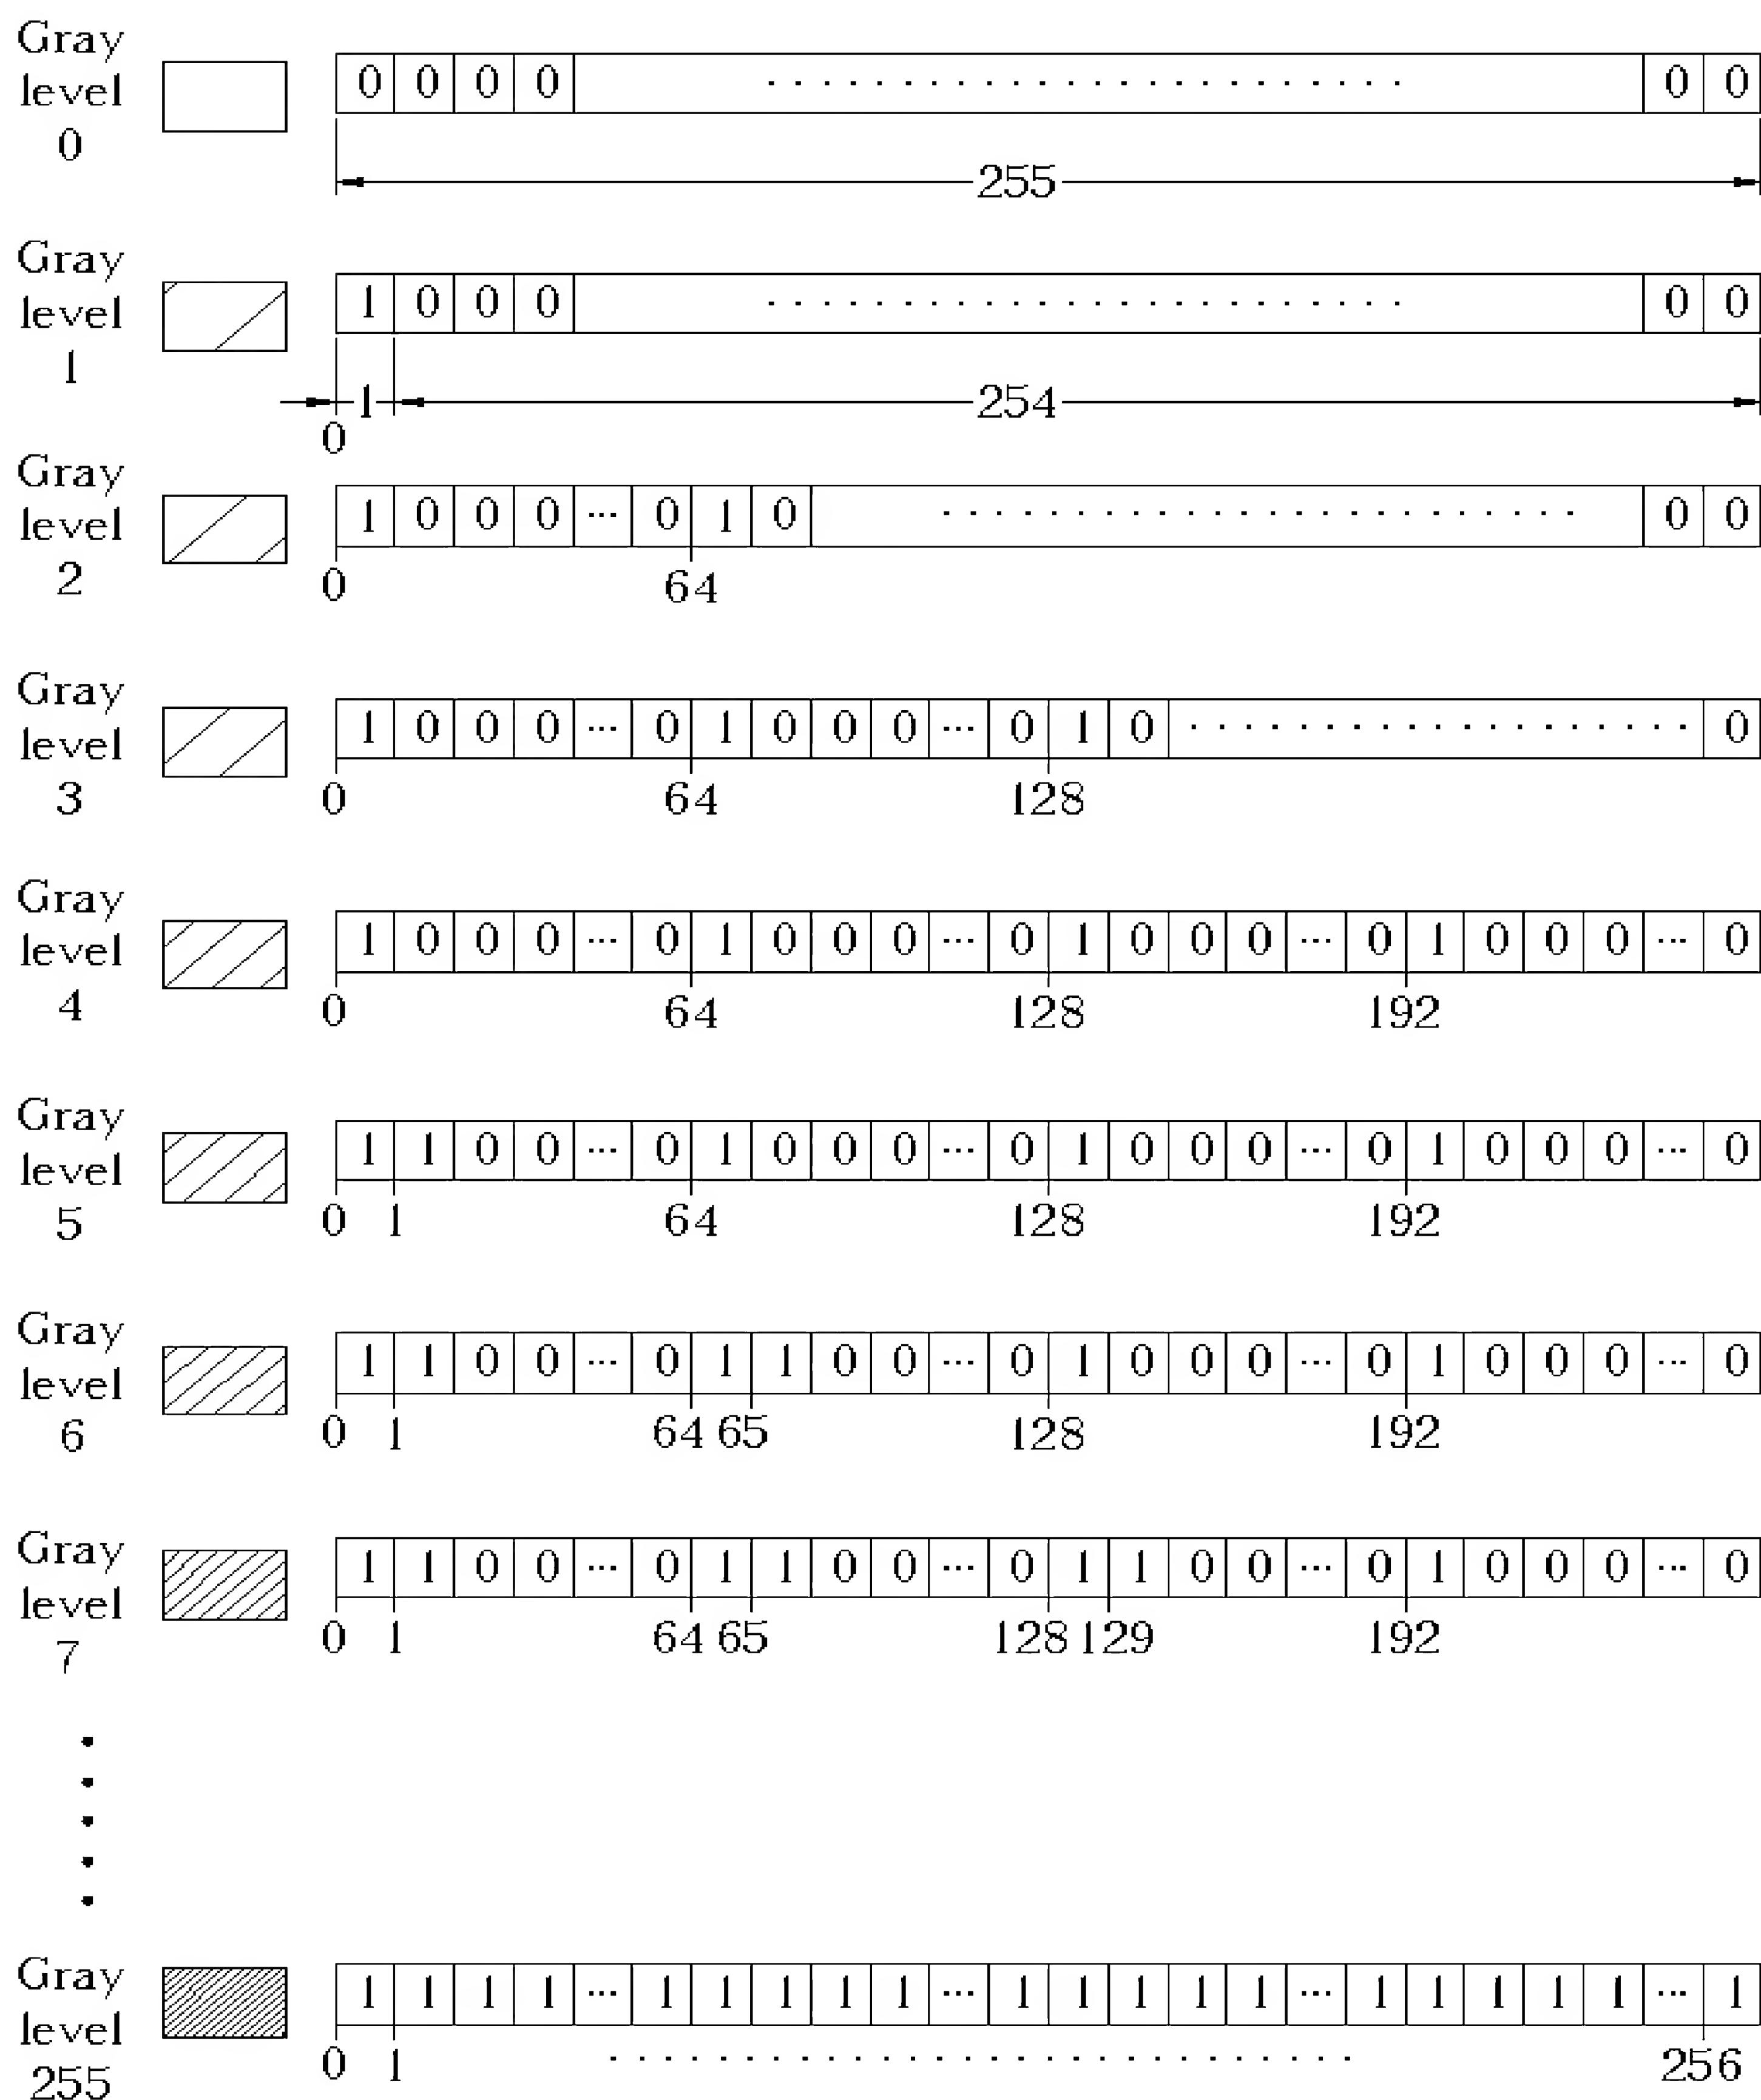 Gray
level
0
0 0 0 0 ························ 0 0
255
Gray
level
1
1 0 0 0 ························ 0 0
1 254
0
Gray
level
2
1 0 0 0 ··· 0 1 0 ························ 0 0
0 64
Gray
level
3
1 0 0 0 ··· 0 1 0 0 0 ··· 0 1 0 ··················· 0
0 64 128
Gray
level
4
1 0 0 0 ··· 0 1 0 0 0 ··· 0 1 0 0 0 ··· 0 1 0 0 0 ··· 0
0 64 128 192
Gray
level
5
1 1 0 0 ··· 0 1 0 0 0 ··· 0 1 0 0 0 ··· 0 1 0 0 0 ··· 0
0 1 64 128 192
Gray
level
6
1 1 0 0 ··· 0 1 1 0 0 ··· 0 1 0 0 0 ··· 0 1 0 0 0 ··· 0
0 1 64 65 128 192
Gray
level
7
1 1 0 0 ··· 0 1 1 0 0 ··· 0 1 1 0 0 ··· 0 1 0 0 0 ··· 0
0 1 64 65 128 129 192
Gray
level
255
1 1 1 1 ··· 1 1 1 1 1 ··· 1 1 1 1 1 ··· 1 1 1 1 1 ··· 1
0 1 ···························· 256